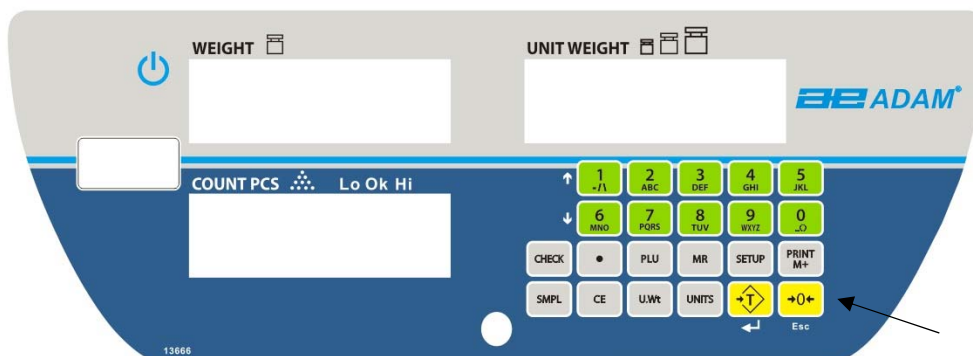 WEIGHT
UNIT WEIGHT
ae ADAM®
COUNT PCS Lo Ok Hi
↑ 1 2 3 4 5
-/\ ABC DEF GHI JKL
↓ 6 7 8 9 0
MNO PQRS TUV WXYZ _Ω
CHECK • PLU MR SETUP PRINT M+
SMPL CE U.Wt UNITS →T →0←
Esc
13666